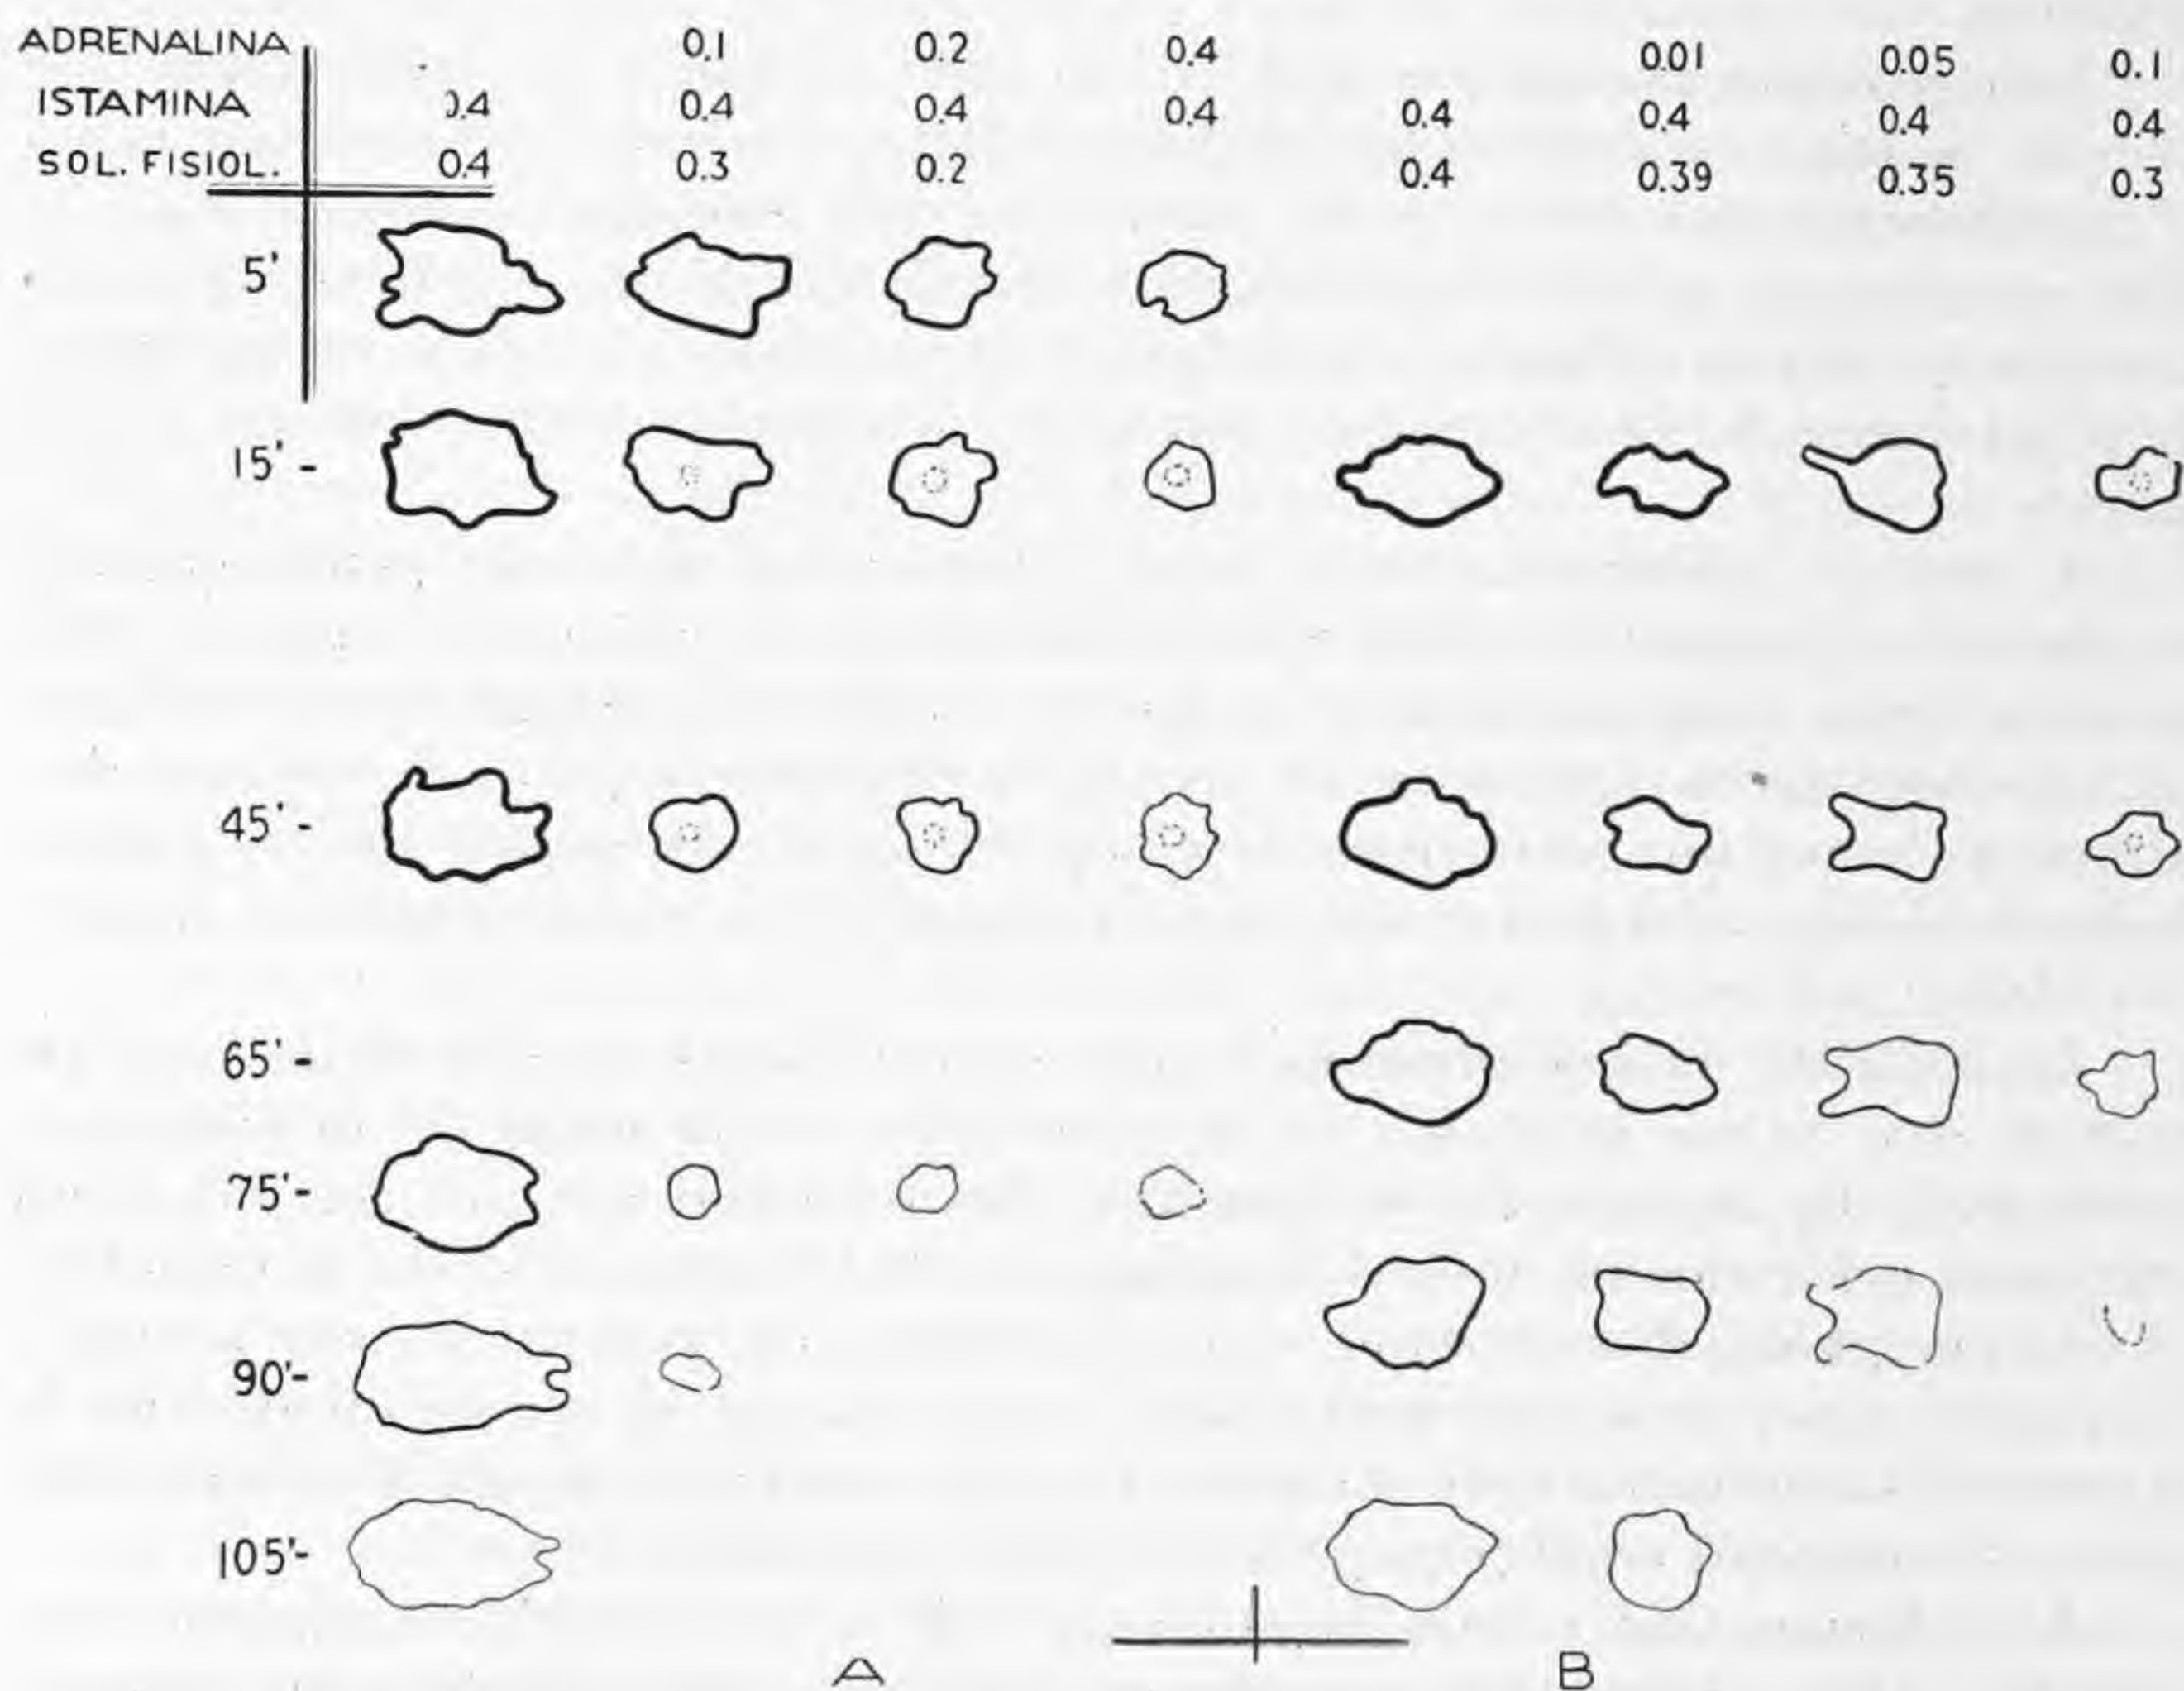 ADRENALINA 0.1 0.2 0.4 0.01 0.05 0.1
ISTAMINA 0.4 0.4 0.4 0.4 0.4 0.4 0.4 0.4
SOL. FISIOL. 0.4 0.3 0.2 0.4 0.39 0.35 0.3
5'
15' -
45' -
65' -
75'-
90'-
105'-
A B